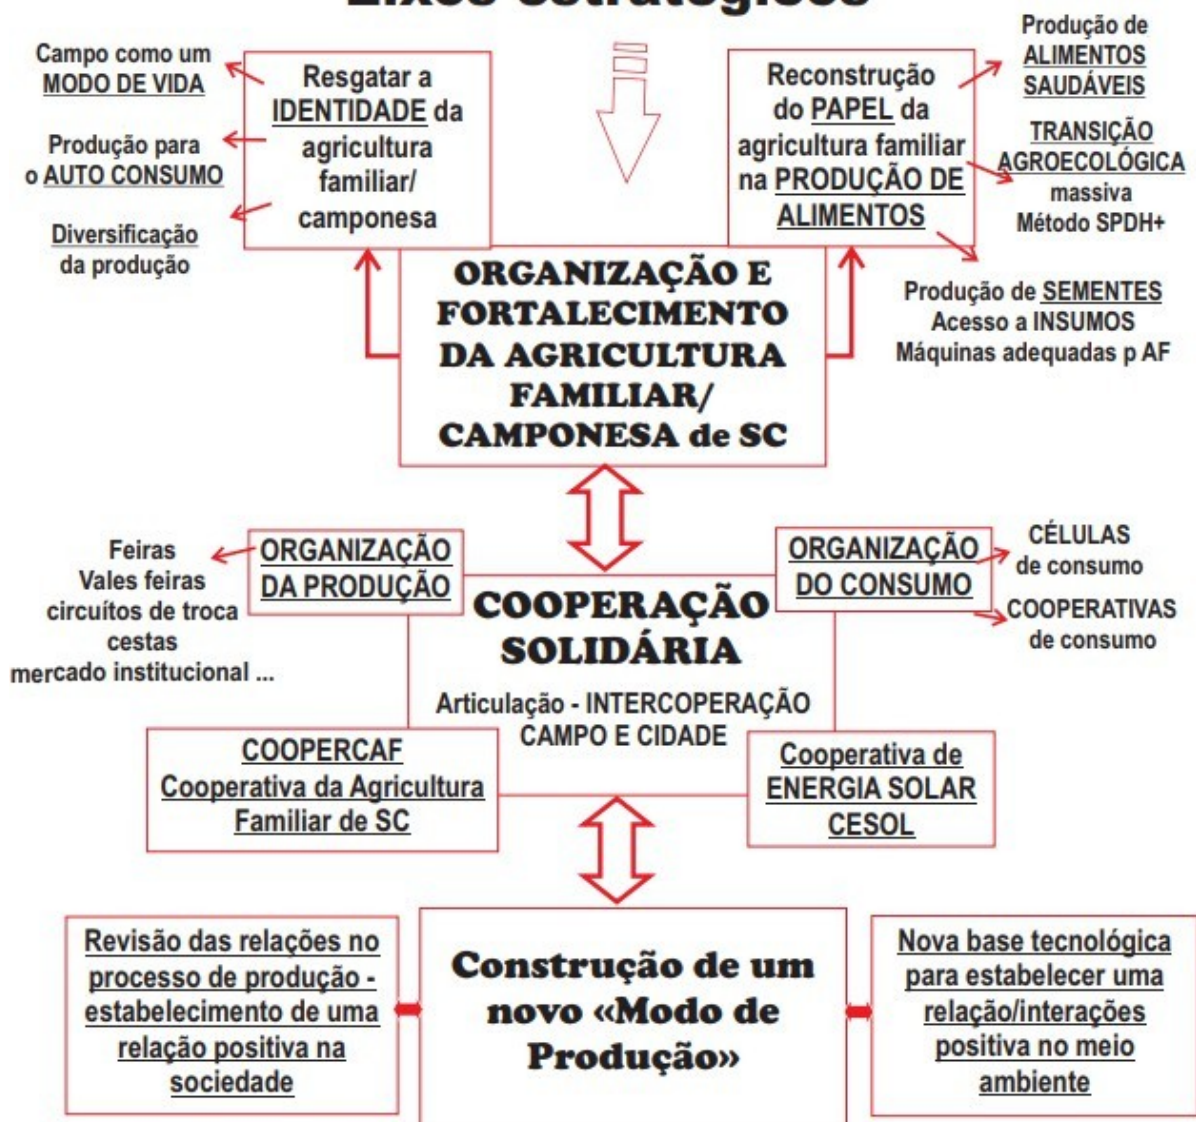 Eixos estratégicos
Campo como um
MODO DE VIDA
Produção para
o AUTO CONSUMO
Diversificação
da produção
Resgatar a
IDENTIDADE da
agricultura
familiar/
camponesa
Reconstrução
do PAPEL da
agricultura familiar
na PRODUÇÃO DE
ALIMENTOS
Produção de
ALIMENTOS
SAUDÁVEIS
TRANSIÇÃO
AGROECOLÓGICA
massiva
Método SPDH+
Produção de SEMENTES
Acesso a INSUMOS
Máquinas adequadas p AF
ORGANIZAÇÃO E
FORTALECIMENTO
DA AGRICULTURA
FAMILIAR/
CAMPONESA de SC
Feiras
Vales feiras
circuítos de troca
cestas
mercado institucional ...
ORGANIZAÇÃO
DA PRODUÇÃO
ORGANIZAÇÃO
DO CONSUMO
CÉLULAS
de consumo
COOPERATIVAS
de consumo
COOPERAÇÃO
SOLIDÁRIA
Articulação - INTERCOPERAÇÃO
CAMPO E CIDADE
COOPERCAF
Cooperativa da Agricultura
Familiar de SC
Cooperativa de
ENERGIA SOLAR
CESOL
Revisão das relações no
processo de produção -
estabelecimento de uma
relação positiva na
sociedade
Construção de um
novo «Modo de
Produção»
Nova base tecnológica
para estabelecer uma
relação/interações
positiva no meio
ambiente